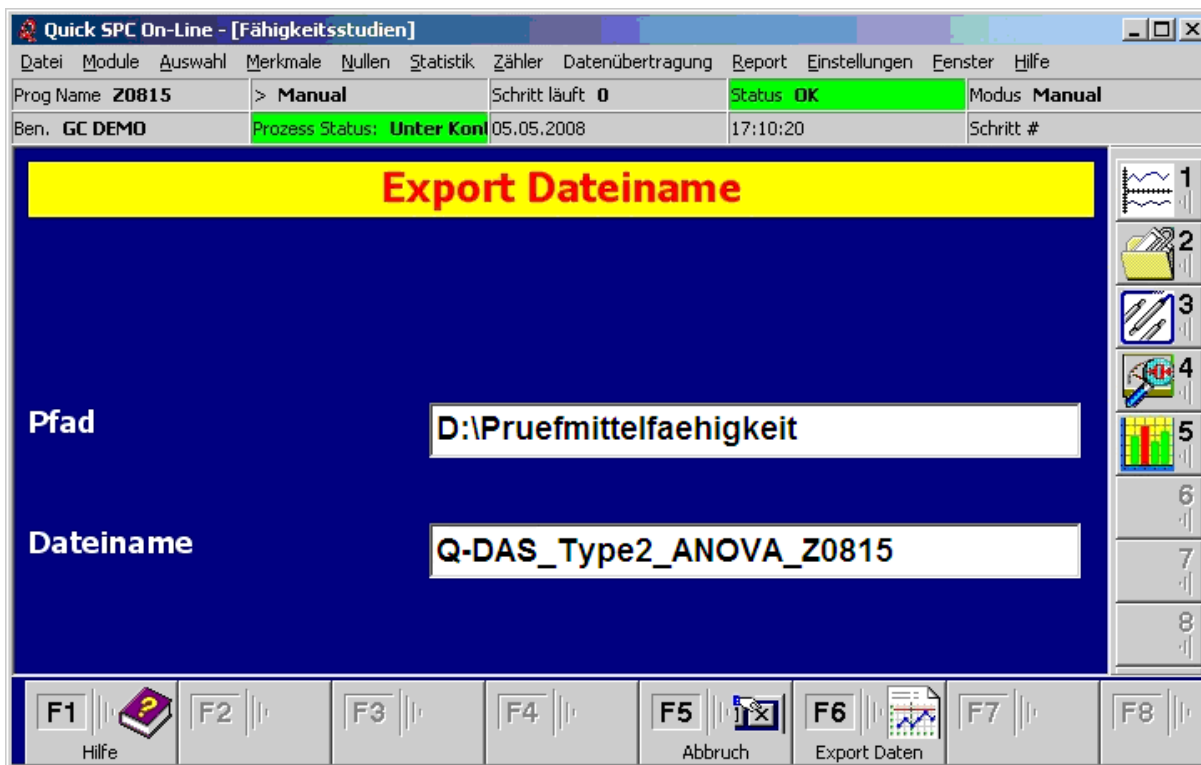 Quick SPC On-Line - [Fähigkeitsstudien]
Datei Module Auswahl Merkmale Nullen Statistik Zähler Datenübertragung Report Einstellungen Fenster Hilfe
Prog Name Z0815 > Manual Schritt läuft 0 Status OK Modus Manual
Ben. GC DEMO Prozess Status: Unter Kont 05.05.2008 17:10:20 Schritt #
Export Dateiname
1
2
3
4
5
6
7
8
Pfad D:\Pruefmittelfaehigkeit
Dateiname Q-DAS_Type2_ANOVA_Z0815
F1 F2 F3 F4 F5 F6 F7 F8
Hilfe Abbruch Export Daten